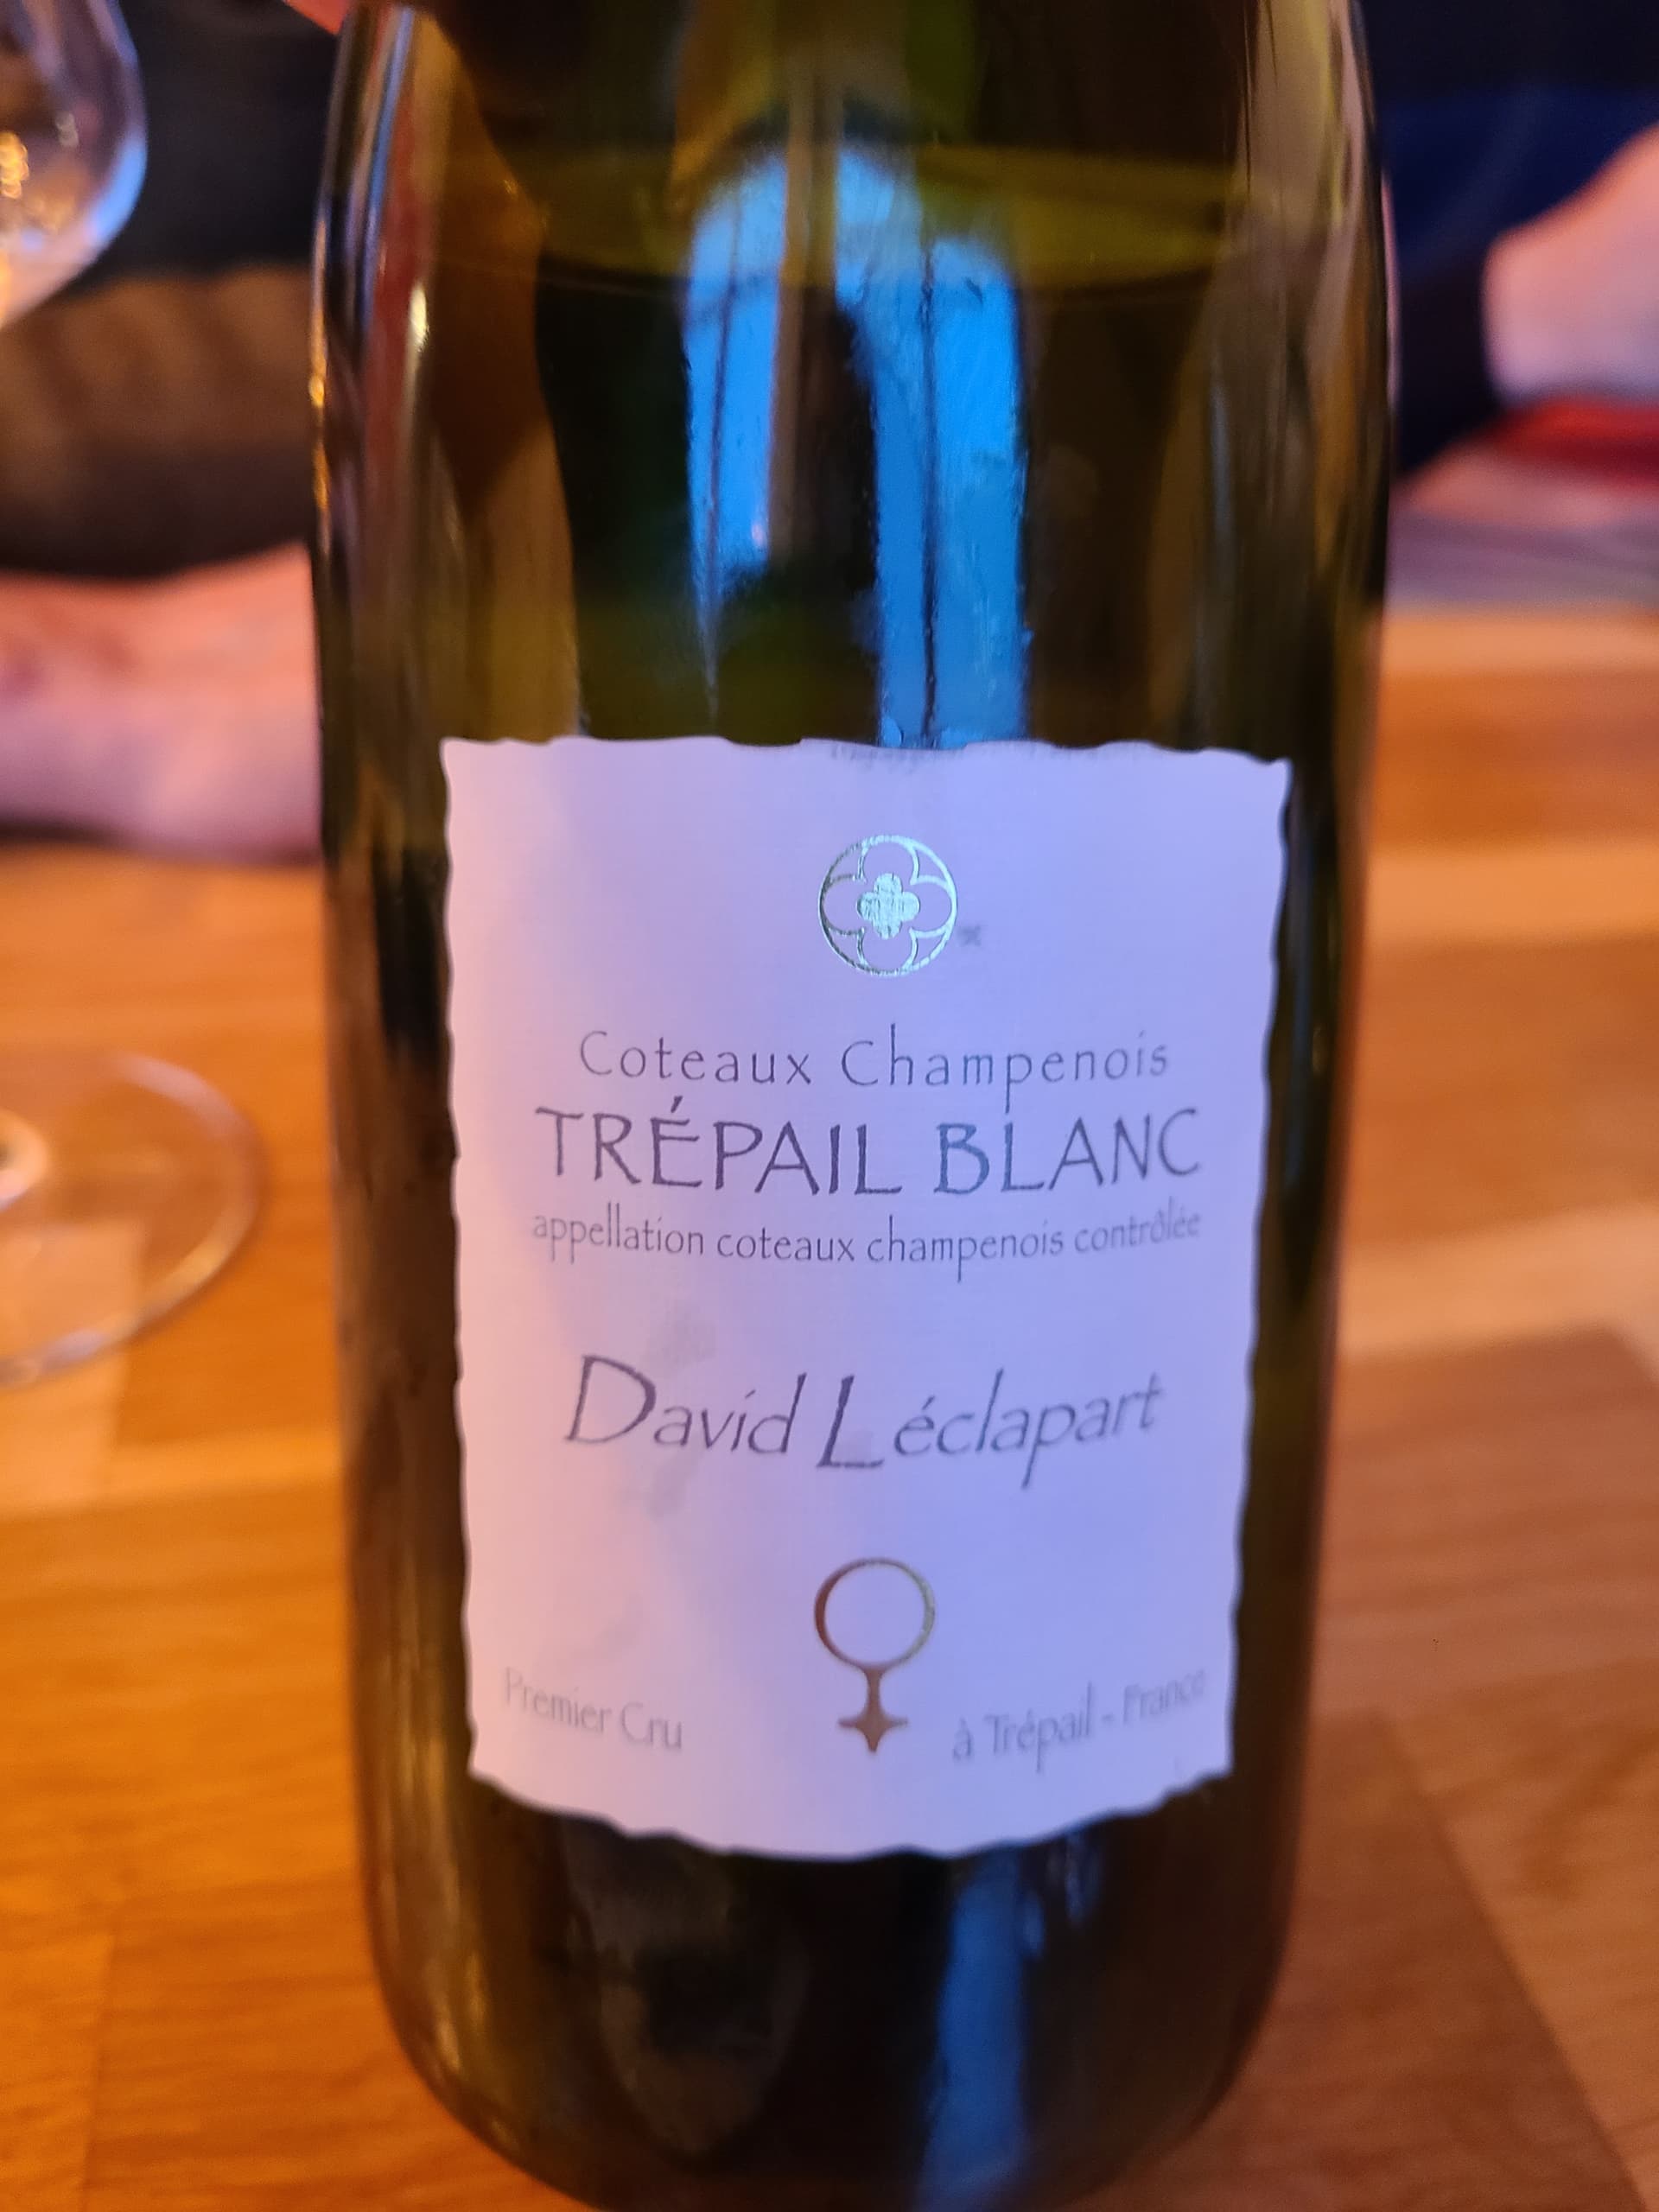 Coteaux Champenois
TRÉPAIL BLANC
appellation coteaux champenois contrôlée
David Léclapart
Premier Cru
à Trépail - France